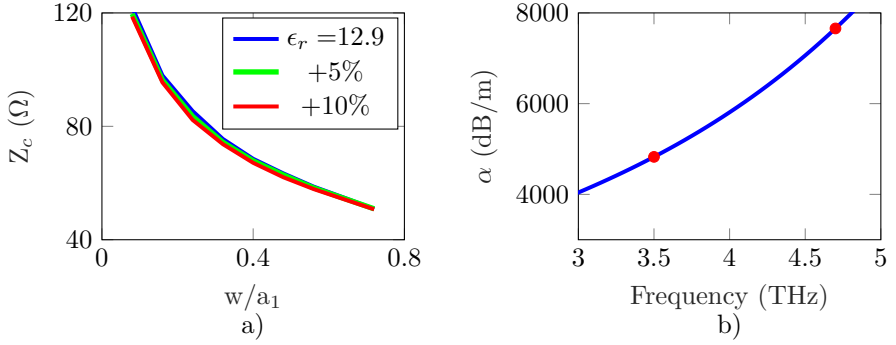 120
80
40
0
0.4
0.8
Z_c (Ω)
w/a_1
ϵ_r =12.9
+5%
+10%
a)
8000
6000
4000
3
3.5
4
4.5
5
α (dB/m)
Frequency (THz)
b)